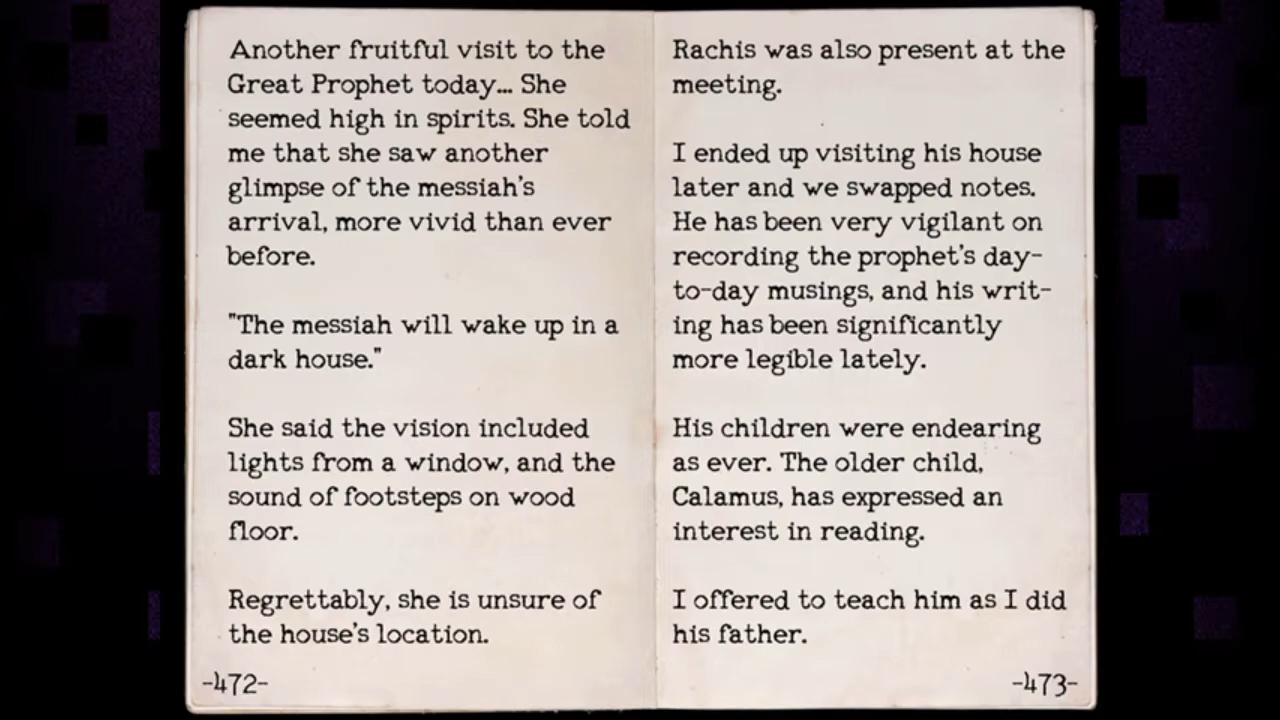 Another fruitful visit to the
Great Prophet today... She
seemed high in spirits. She told
me that she saw another
glimpse of the messiah's
arrival, more vivid than ever
before.
"The messiah will wake up in a
dark house."
She said the vision included
lights from a window, and the
sound of footsteps on wood
floor.
Regrettably, she is unsure of
the house's location.
-472-
Rachis was also present at the
meeting.
I ended up visiting his house
later and we swapped notes.
He has been very vigilant on
recording the prophet's day-
to-day musings, and his writ-
ing has been significantly
more legible lately.
His children were endearing
as ever. The older child,
Calamus, has expressed an
interest in reading.
I offered to teach him as I did
his father.
-473-